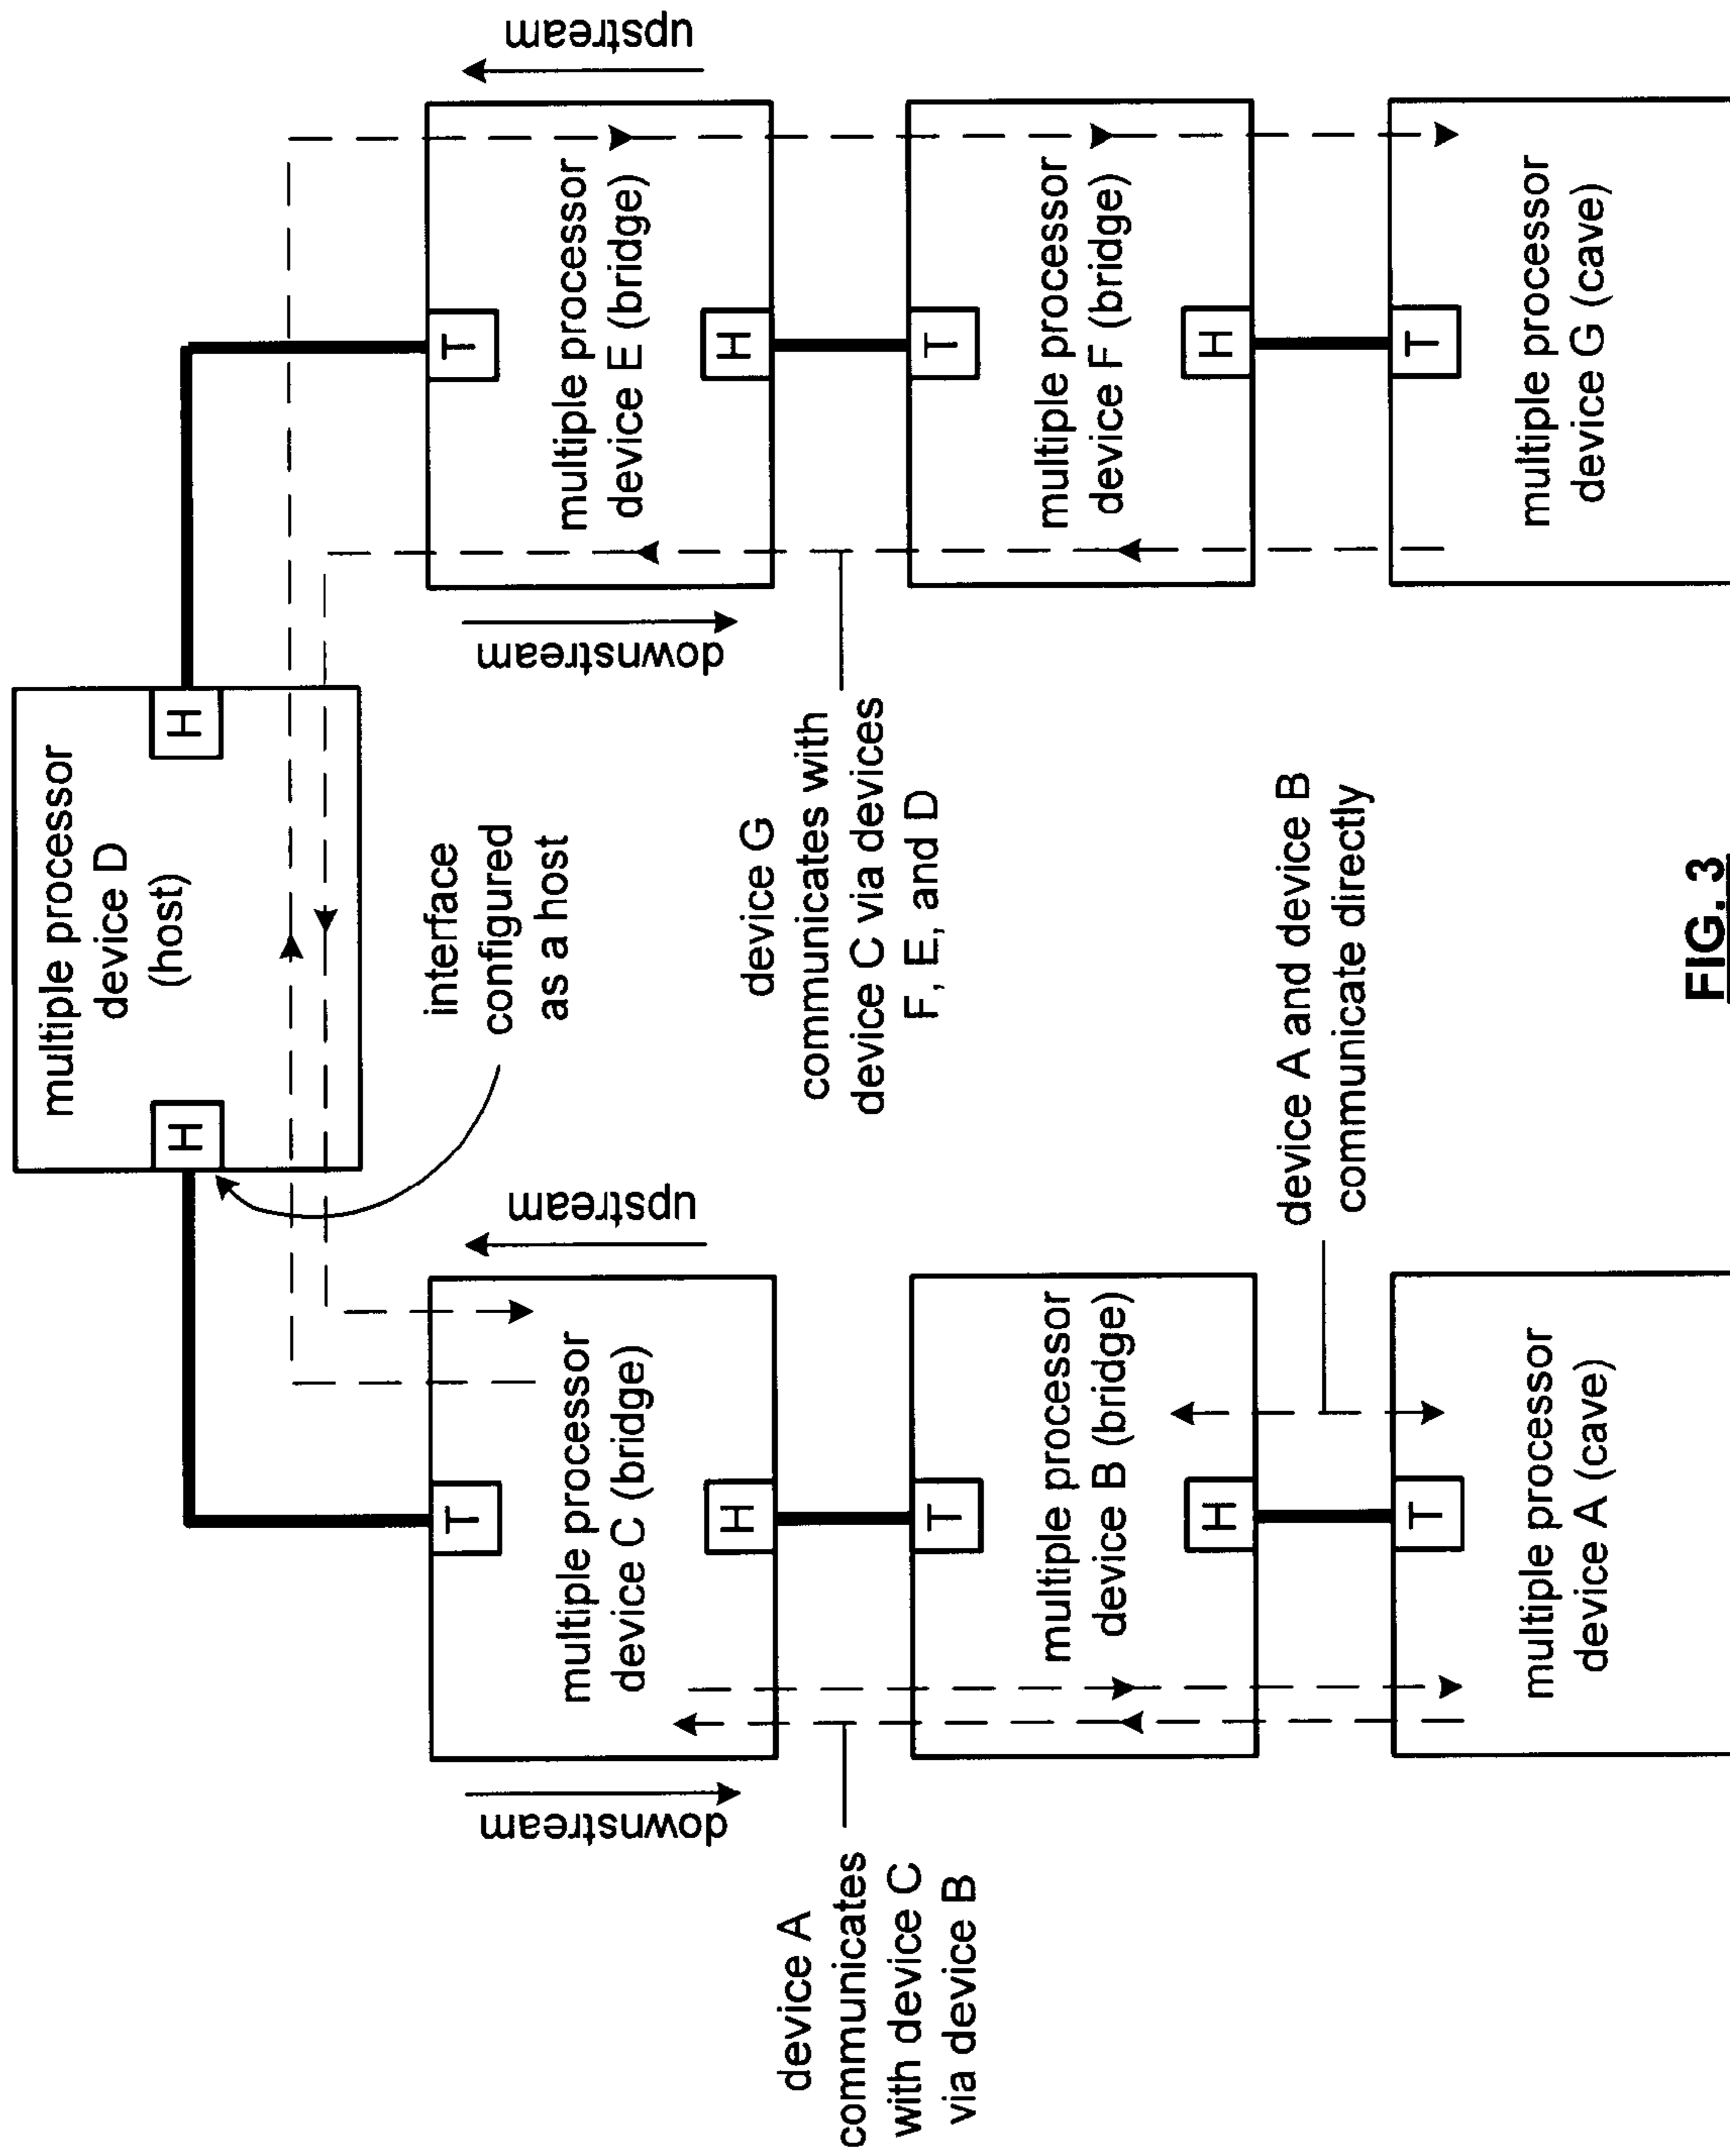 multiple processor
device D
(host)
H
H
interface
configured
as a host
upstream
downstream
T
multiple processor
device C (bridge)
H
device A
communicates
with device C
via device B
T
multiple processor
device B (bridge)
H
device A and device B
communicate directly
T
multiple processor
device A (cave)
upstream
downstream
T
multiple processor
device E (bridge)
H
device G
communicates with
device C via devices
F, E, and D
T
multiple processor
device F (bridge)
H
T
multiple processor
device G (cave)
FIG. 3